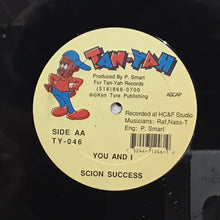 TAN-YAH
Produced By P. Smart
For Tan-Yah Records
(516)868-0700
©Ken Tyre Publishing
ASCAP
SIDE AA
TY-046
Recorded at HC&F Studio
Musicians: Raf,Nass-T
Eng: P. Smart
YOU AND I
SCION SUCCESS